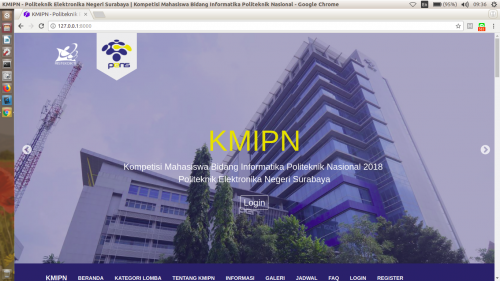 KMIPN - Politeknik Elektronika Negeri Surabaya | Kompetisi Mahasiswa Bidang Informatika Politeknik Nasional - Google Chrome
(95%) 09:36
KMIPN - Politeknik
127.0.0.1:8000
pens
KMIPN
Kompetisi Mahasiswa Bidang Informatika Politeknik Nasional 2018
Politeknik Elektronika Negeri Surabaya
Login
KMIPN BERANDA KATEGORI LOMBA TENTANG KMIPN INFORMASI GALERI JADWAL FAQ LOGIN REGISTER